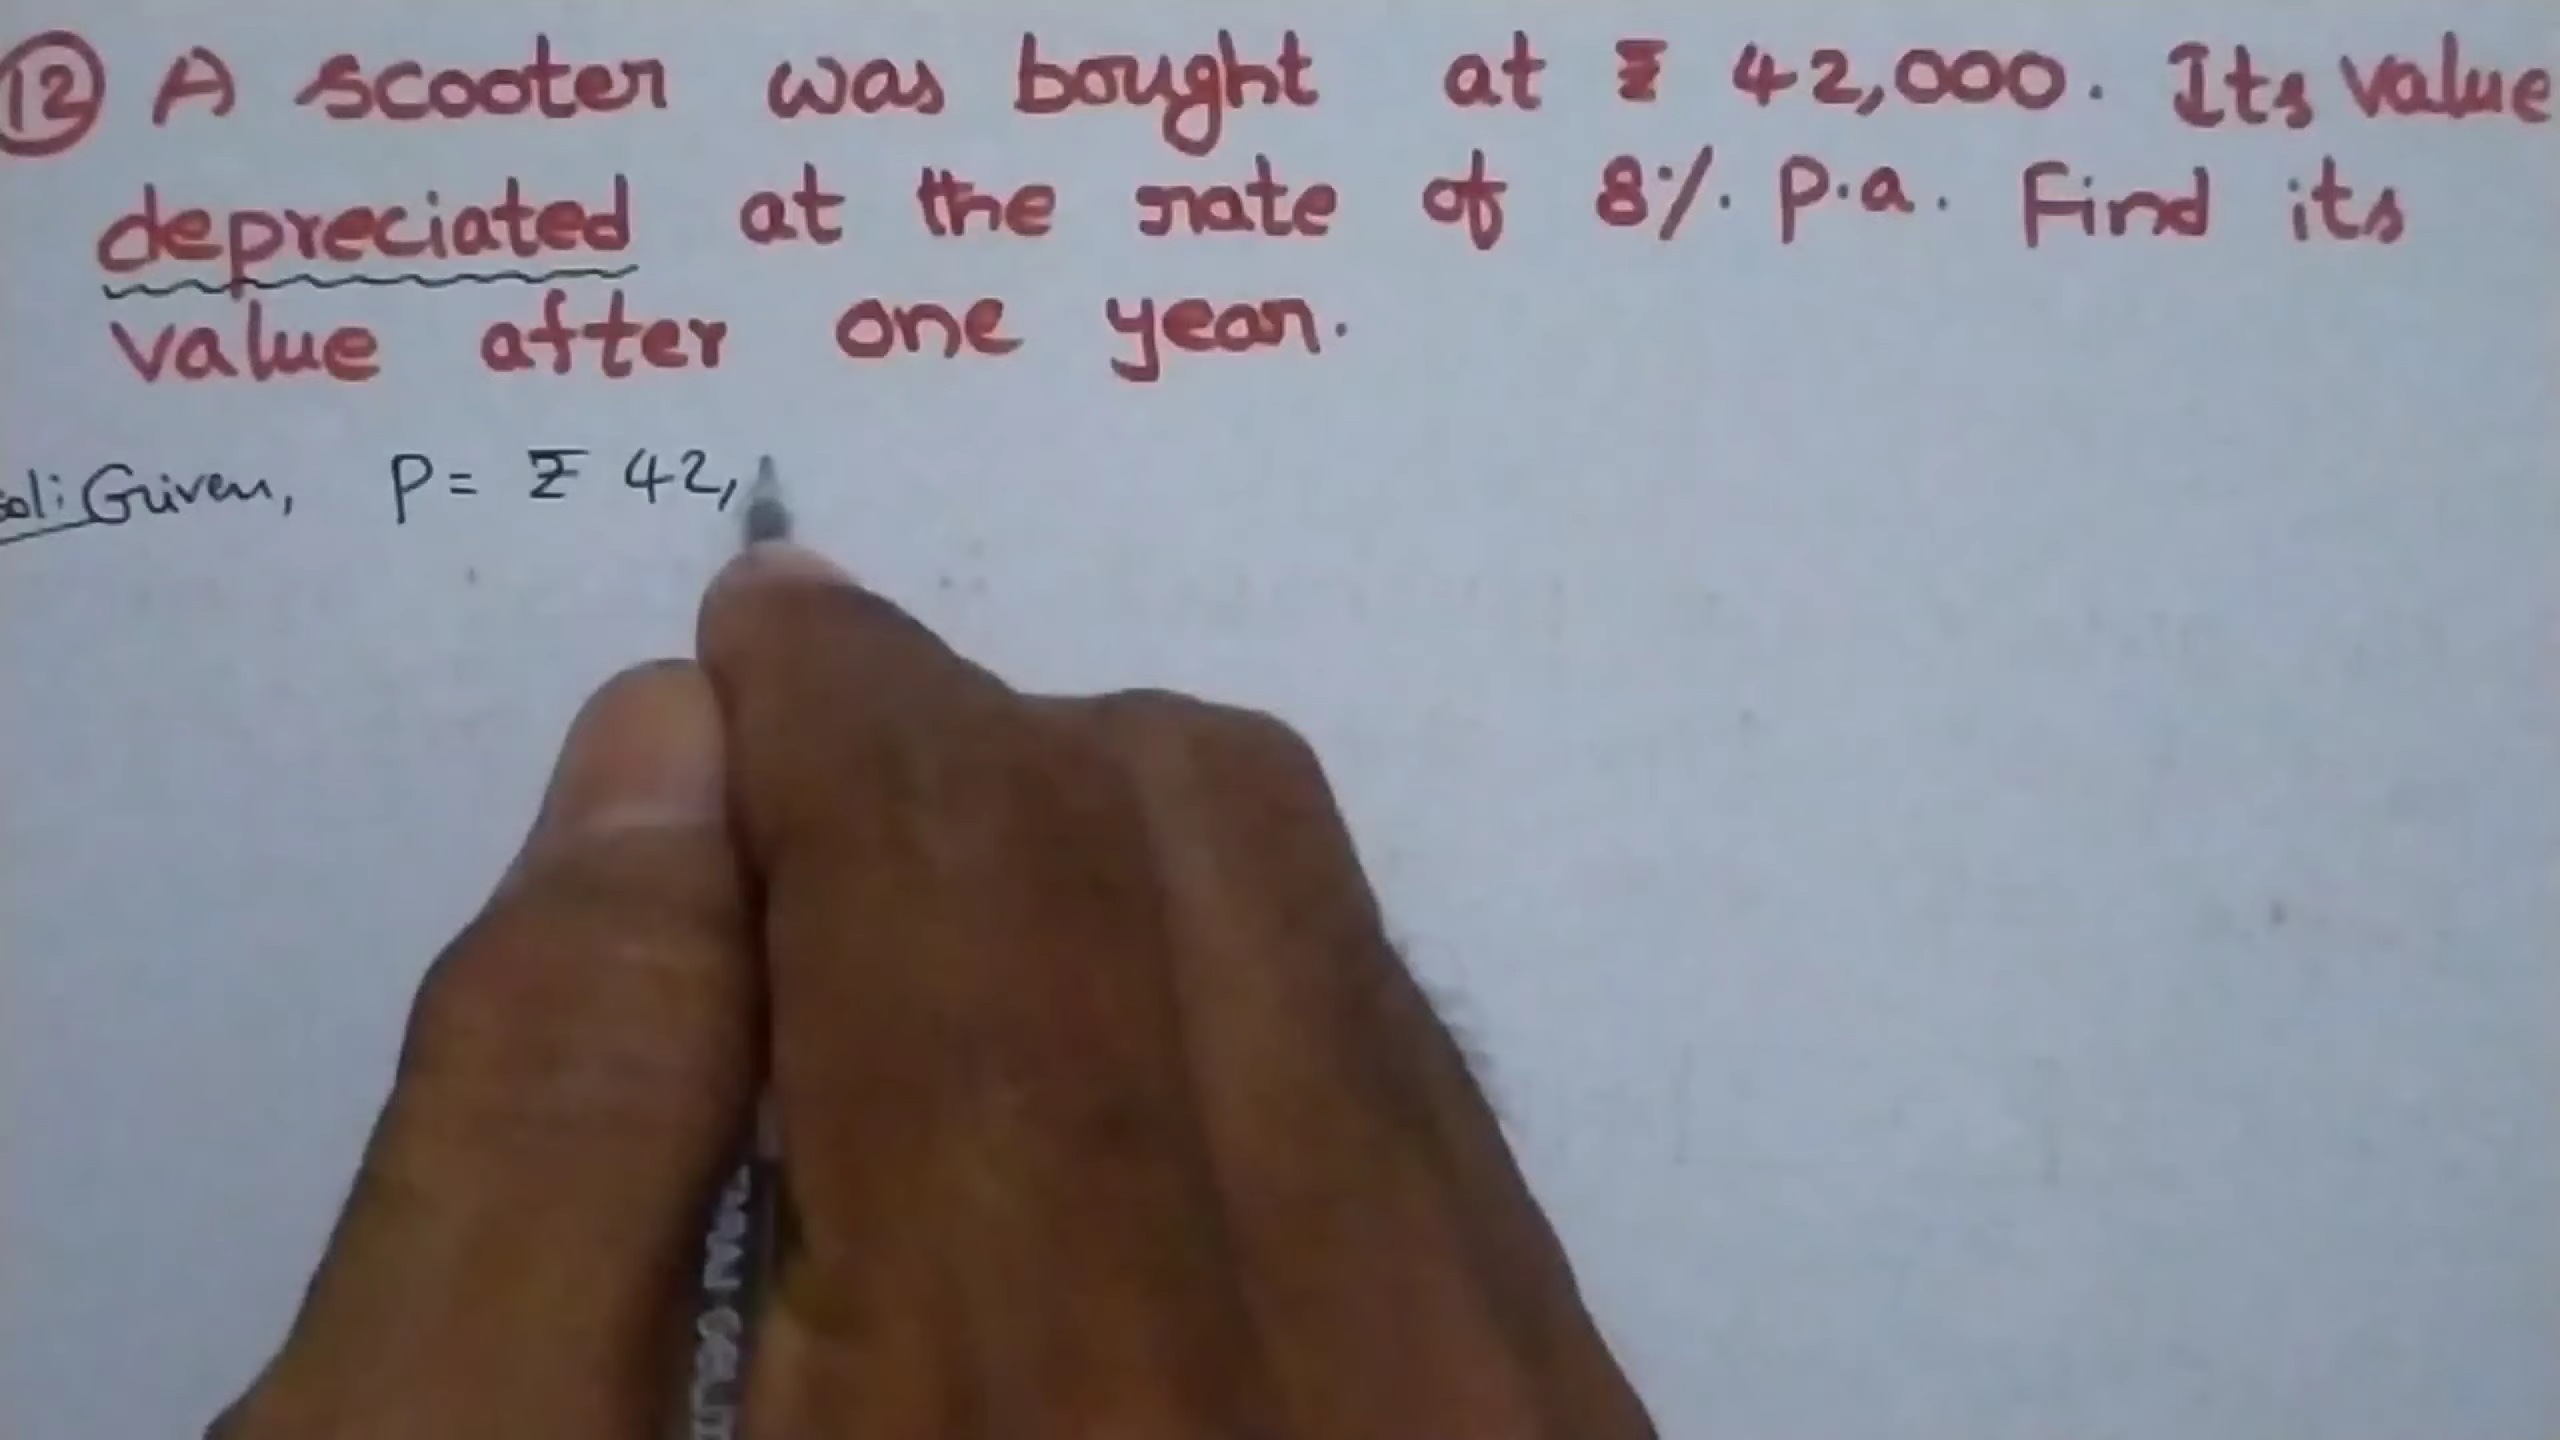 12 A scooter was bought at ₹ 42,000. Its value
depreciated at the rate of 8% p.a. Find its
value after one year.
Sol: Given, P = ₹ 42,